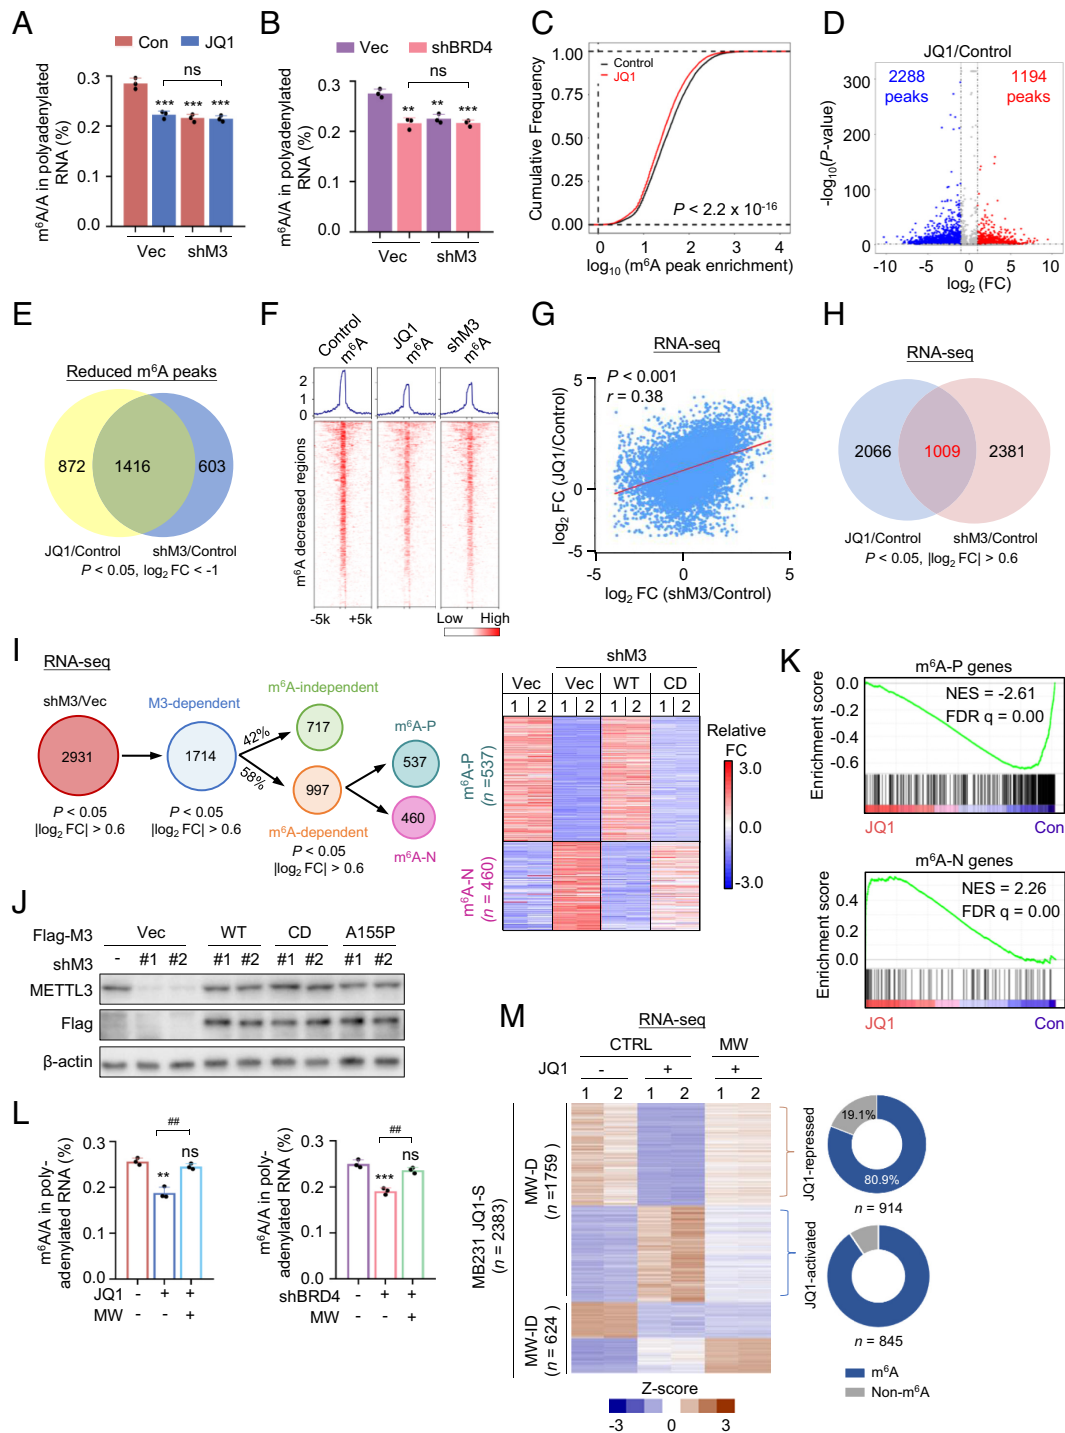 A
Con JQ1
ns
*** *** ***
m⁶A/A in polyadenylated RNA (%)
0.3
0.2
0.1
0.0
Vec shM3
B
Vec shBRD4
ns
** ** ***
m⁶A/A in polyadenylated RNA (%)
0.3
0.2
0.1
0.0
Vec shM3
C
Control
JQ1
Cumulative Frequency
1.00
0.75
0.50
0.25
0.00
P < 2.2 x 10-16
0 1 2 3 4
log10 (m⁶A peak enrichment)
D
JQ1/Control
2288 peaks
1194 peaks
-log10(P-value)
300
200
100
0
-10 -5 0 5 10
log2 (FC)
E
Reduced m⁶A peaks
872 1416 603
JQ1/Control shM3/Control
P < 0.05, log2 FC < -1
F
Control m⁶A
JQ1 m⁶A
shM3 m⁶A
2
1
0
m⁶A decreased regions
-5k +5k
Low High
G
RNA-seq
P < 0.001
r = 0.38
log2 FC (JQ1/Control)
5
0
-5
-5 0 5
log2 FC (shM3/Control)
H
RNA-seq
2066 1009 2381
JQ1/Control shM3/Control
P < 0.05, |log2 FC| > 0.6
I
RNA-seq
shM3/Vec
2931
P < 0.05
|log2 FC| > 0.6
M3-dependent
1714
P < 0.05
|log2 FC| > 0.6
42%
58%
m⁶A-independent
717
997
m⁶A-dependent
P < 0.05
|log2 FC| > 0.6
m⁶A-P
537
460
m⁶A-N
shM3
Vec Vec WT CD
1 2 1 2 1 2 1 2
m⁶A-P
(n =537)
m⁶A-N
(n = 460)
Relative
FC
3.0
0.0
-3.0
J
Flag-M3 Vec WT CD A155P
shM3 - #1 #2 #1 #2 #1 #2 #1 #2
METTL3
Flag
β-actin
K
m⁶A-P genes
Enrichment score
0.0
-0.2
-0.4
-0.6
NES = -2.61
FDR q = 0.00
JQ1 Con
m⁶A-N genes
Enrichment score
0.4
0.2
0.0
NES = 2.26
FDR q = 0.00
JQ1 Con
L
m⁶A/A in poly-
adenylated RNA (%)
0.3
0.2
0.1
0.0
##
** ns
JQ1 - + +
MW - - +
m⁶A/A in poly-
adenylated RNA (%)
0.3
0.2
0.1
0.0
##
*** ns
shBRD4 - + +
MW - - +
M
RNA-seq
CTRL MW
JQ1 - + +
1 2 1 2 1 2
MB231 JQ1-S
(n = 2383)
MW-D
(n =1759)
MW-ID
(n = 624 )
JQ1-repressed
JQ1-activated
19.1%
80.9%
n = 914
n = 845
m⁶A
Non-m⁶A
Z-score
-3 0 3